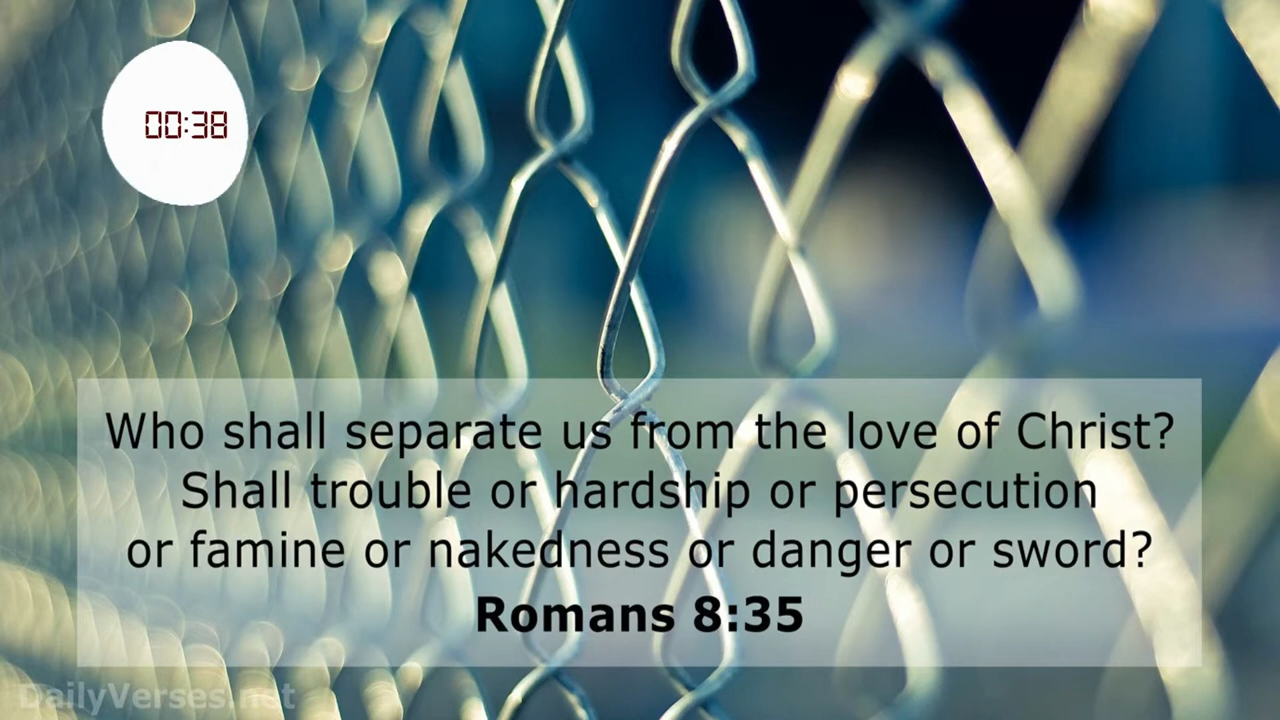 00:38
Who shall separate us from the love of Christ?
Shall trouble or hardship or persecution
or famine or nakedness or danger or sword?
Romans 8:35
DailyVerses.net